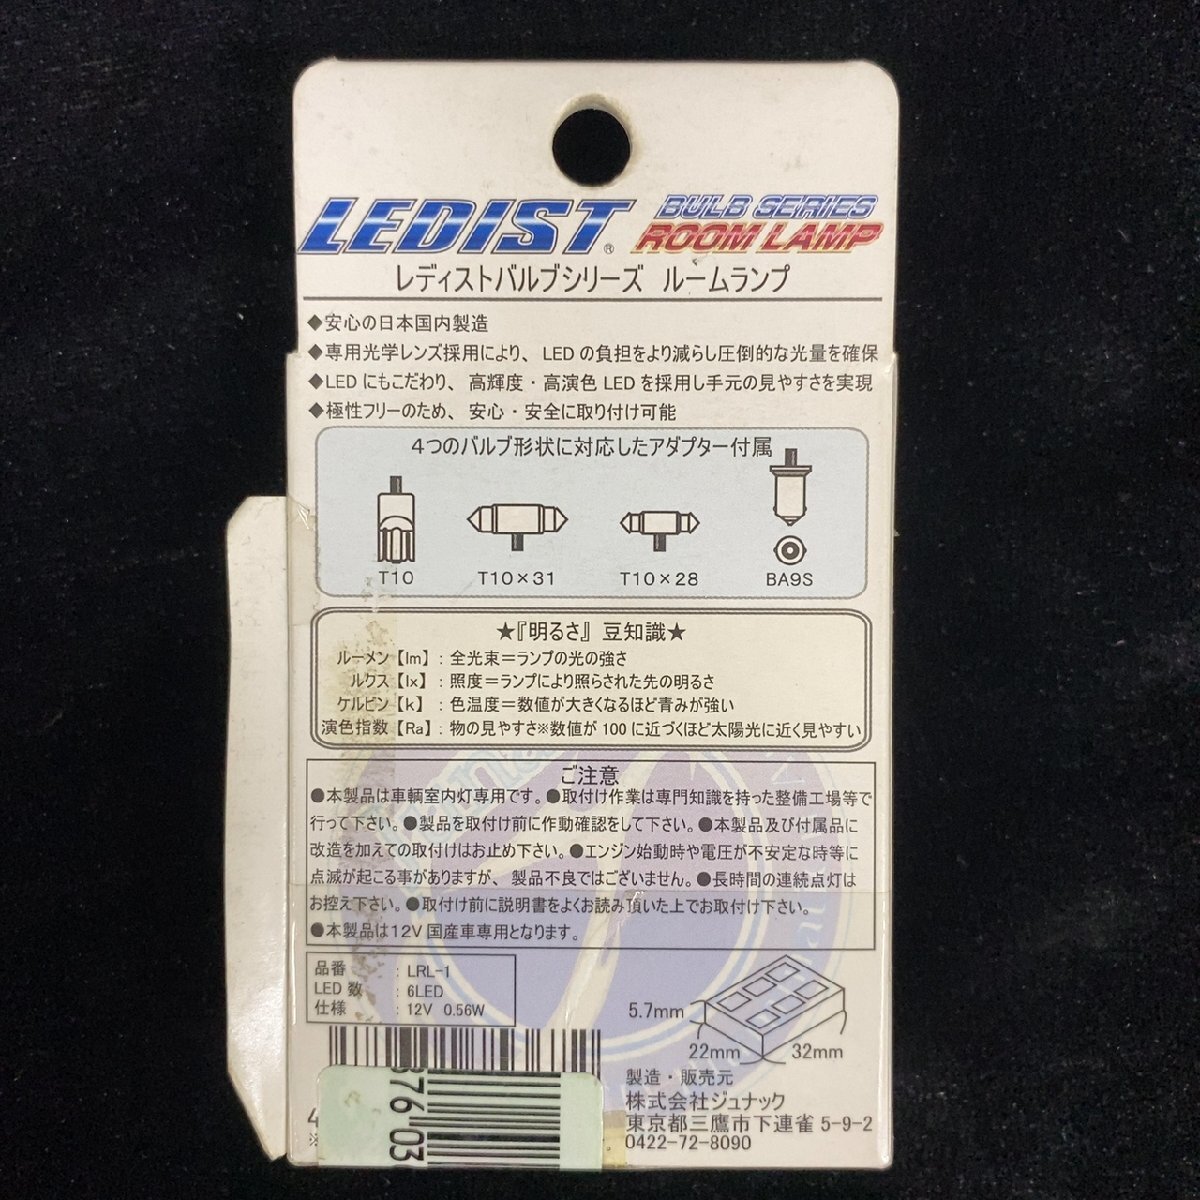 LEDIST® BULB SERIES
ROOM LAMP
レディストバルブシリーズ ルームランプ
◆安心の日本国内製造
◆専用光学レンズ採用により、LEDの負担をより減らし圧倒的な光量を確保
◆LEDにもこだわり、高輝度・高演色LEDを採用し手元の見やすさを実現
◆極性フリーのため、安心・安全に取り付け可能
4つのバルブ形状に対応したアダプター付属
T10 T10×31 T10×28 BA9S
★『明るさ』豆知識★
ルーメン【lm】:全光束=ランプの光の強さ
ルクス【lx】:照度=ランプにより照らされた先の明るさ
ケルビン【k】:色温度=数値が大きくなるほど青みが強い
演色指数【Ra】:物の見やすさ※数値が100に近づくほど太陽光に近く見やすい
ご注意
●本製品は車輌室内灯専用です。●取付け作業は専門知識を持った整備工場等で
行って下さい。●製品を取付け前に作動確認をして下さい。●本製品及び付属品に
改造を加えての取付けはお止め下さい。●エンジン始動時や電圧が不安定な時等に
点滅が起こる事がありますが、製品不良ではございません。●長時間の連続点灯は
お控え下さい。●取付け前に説明書をよくお読み頂いた上でお取付け下さい。
●本製品は12V国産車専用となります。
品番 : LRL-1
LED数 : 6LED
仕様 : 12V 0.56W
5.7mm
22mm 32mm
製造・販売元
株式会社ジュナック
東京都三鷹市下連雀5-9-2
0422-72-8090
4
376 03